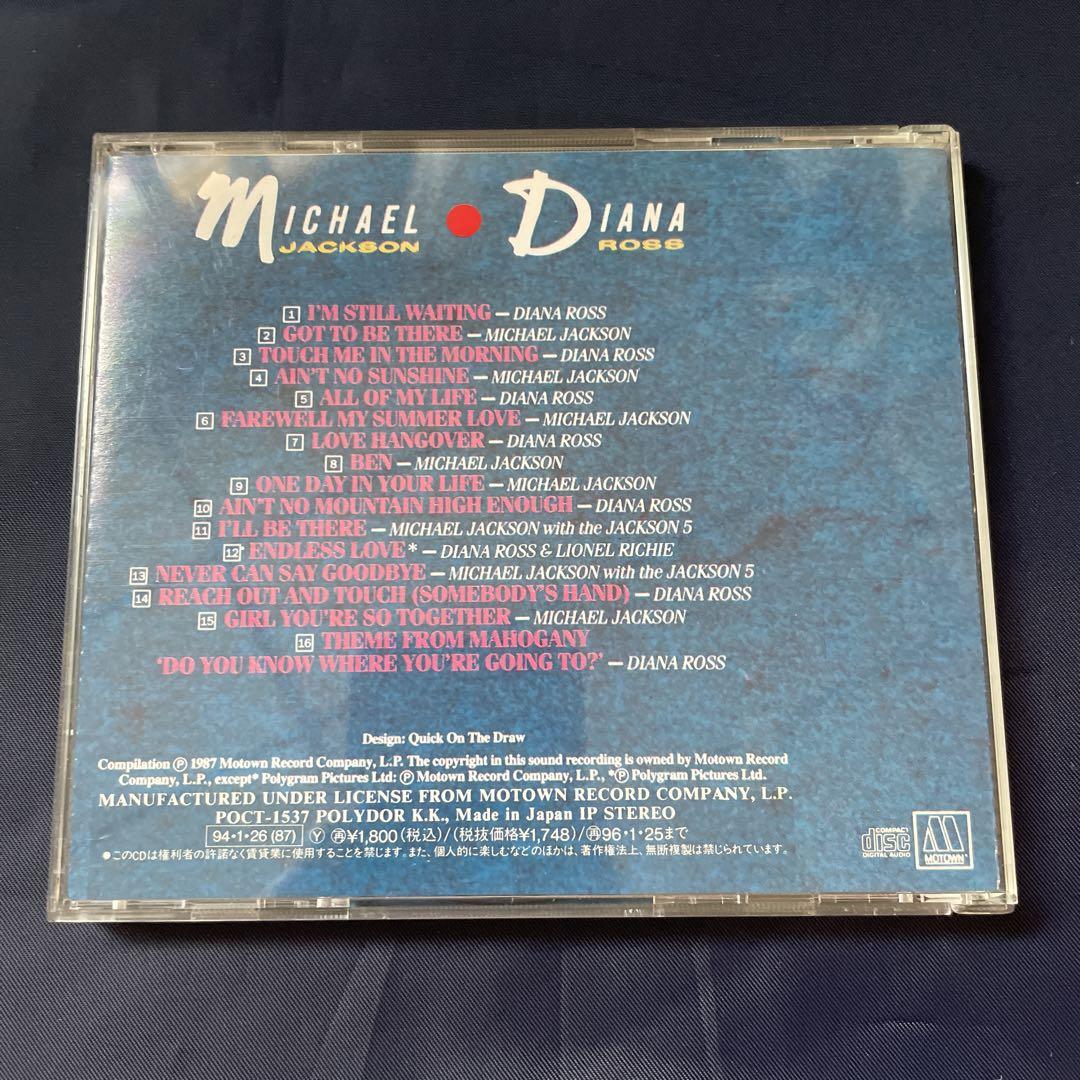 MICHAEL JACKSON • DIANA ROSS
1 I'M STILL WAITING – DIANA ROSS
2 GOT TO BE THERE – MICHAEL JACKSON
3 TOUCH ME IN THE MORNING – DIANA ROSS
4 AIN'T NO SUNSHINE – MICHAEL JACKSON
5 ALL OF MY LIFE – DIANA ROSS
6 FAREWELL MY SUMMER LOVE – MICHAEL JACKSON
7 LOVE HANGOVER – DIANA ROSS
8 BEN – MICHAEL JACKSON
9 ONE DAY IN YOUR LIFE – MICHAEL JACKSON
10 AIN'T NO MOUNTAIN HIGH ENOUGH – DIANA ROSS
11 I'LL BE THERE – MICHAEL JACKSON with the JACKSON 5
12 ENDLESS LOVE* – DIANA ROSS & LIONEL RICHIE
13 NEVER CAN SAY GOODBYE – MICHAEL JACKSON with the JACKSON 5
14 REACH OUT AND TOUCH (SOMEBODY'S HAND) – DIANA ROSS
15 GIRL YOU'RE SO TOGETHER – MICHAEL JACKSON
16 THEME FROM MAHOGANY
'DO YOU KNOW WHERE YOU'RE GOING TO?' – DIANA ROSS
Design: Quick On The Draw
Compilation ℗ 1987 Motown Record Company, L.P. The copyright in this sound recording is owned by Motown Record
Company, L.P., except* Polygram Pictures Ltd: ℗ Motown Record Company, L.P., *℗ Polygram Pictures Ltd.
MANUFACTURED UNDER LICENSE FROM MOTOWN RECORD COMPANY, L.P.
POCT-1537 POLYDOR K.K., Made in Japan IP STEREO
94・1・26(87) Ⓨ ㊢¥1,800(税込)/(税抜価格¥1,748)/㊢96・1・25まで
●このCDは権利者の許諾なく賃貸業に使用することを禁じます。また、個人的に楽しむなどのほかは、著作権法上、無断複製は禁じられています。
COMPACT disc DIGITAL AUDIO
M MOTOWN